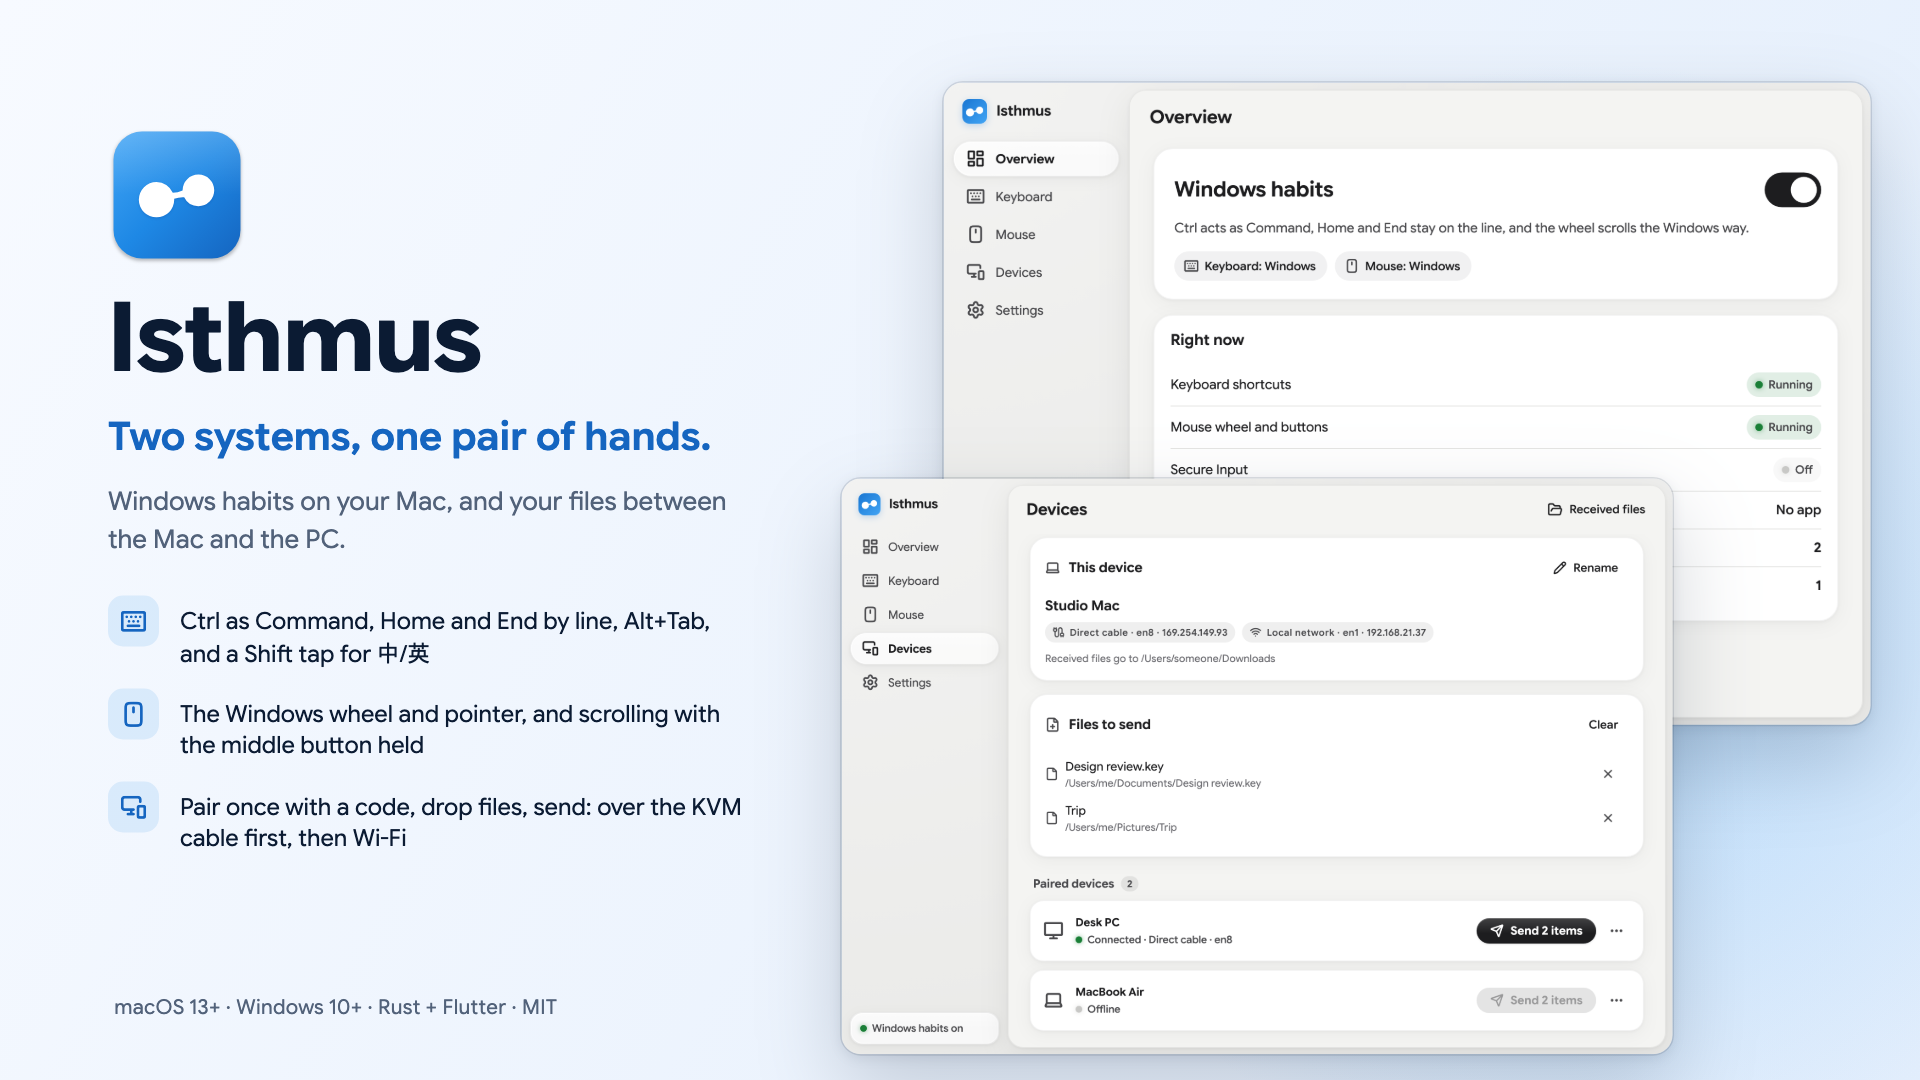 Isthmus
Two systems, one pair of hands.
Windows habits on your Mac, and your files between
the Mac and the PC.
Ctrl as Command, Home and End by line, Alt+Tab,
and a Shift tap for 中/英
The Windows wheel and pointer, and scrolling with
the middle button held
Pair once with a code, drop files, send: over the KVM
cable first, then Wi-Fi
macOS 13+ · Windows 10+ · Rust + Flutter · MIT
Isthmus
Overview
Keyboard
Mouse
Devices
Settings
Overview
Windows habits
Ctrl acts as Command, Home and End stay on the line, and the wheel scrolls the Windows way.
Keyboard: Windows
Mouse: Windows
Right now
Keyboard shortcuts
Running
Mouse wheel and buttons
Running
Secure Input
Off
No app
2
1
Isthmus
Overview
Keyboard
Mouse
Devices
Settings
Windows habits on
Devices
Received files
This device
Rename
Studio Mac
Direct cable · en8 · 169.254.149.93
Local network · en1 · 192.168.21.37
Received files go to /Users/someone/Downloads
Files to send
Clear
Design review.key
/Users/me/Documents/Design review.key
Trip
/Users/me/Pictures/Trip
Paired devices 2
Desk PC
Connected · Direct cable · en8
Send 2 items
MacBook Air
Offline
Send 2 items